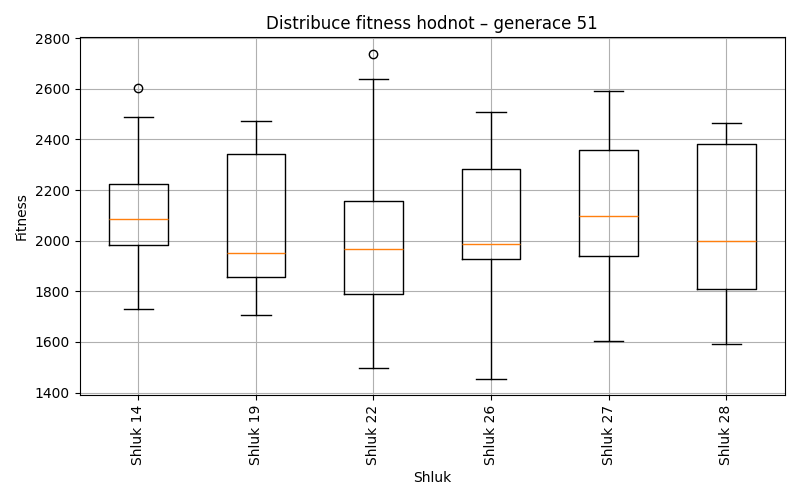 Distribuce fitness hodnot – generace 51
2800
2600
2400
2200
2000
1800
1600
1400
Fitness
Shluk 14
Shluk 19
Shluk 22
Shluk 26
Shluk 27
Shluk 28
Shluk